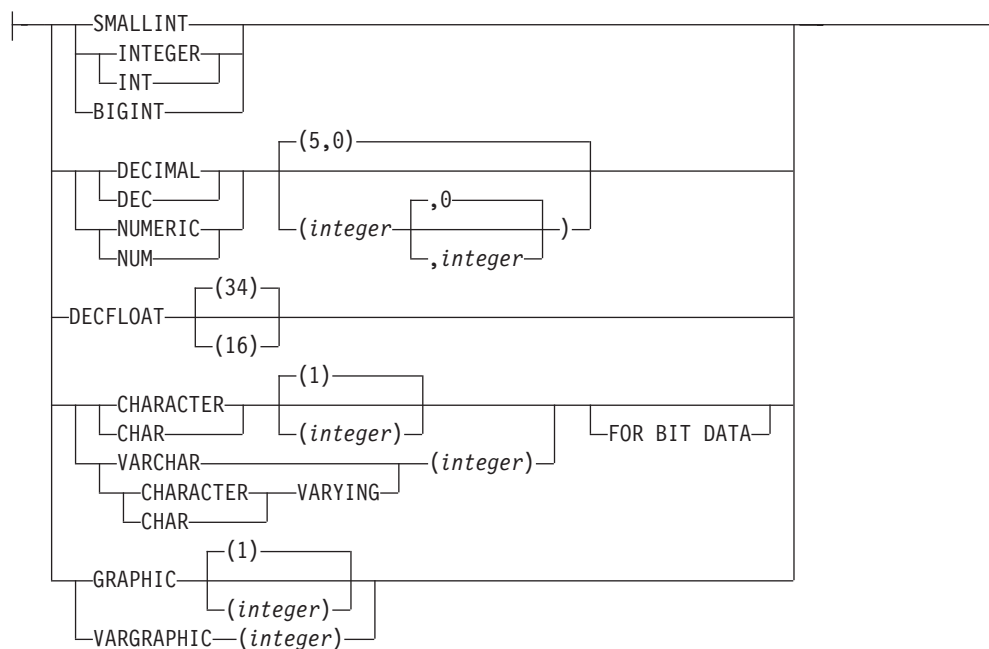 SMALLINT
INTEGER
INT
BIGINT
(5,0)
DECIMAL
DEC
,0
NUMERIC (integer )
NUM ,integer
(34)
DECFLOAT
(16)
(1)
CHARACTER
CHAR (integer) FOR BIT DATA
VARCHAR (integer)
CHARACTER VARYING
CHAR
(1)
GRAPHIC
(integer)
VARGRAPHIC (integer)